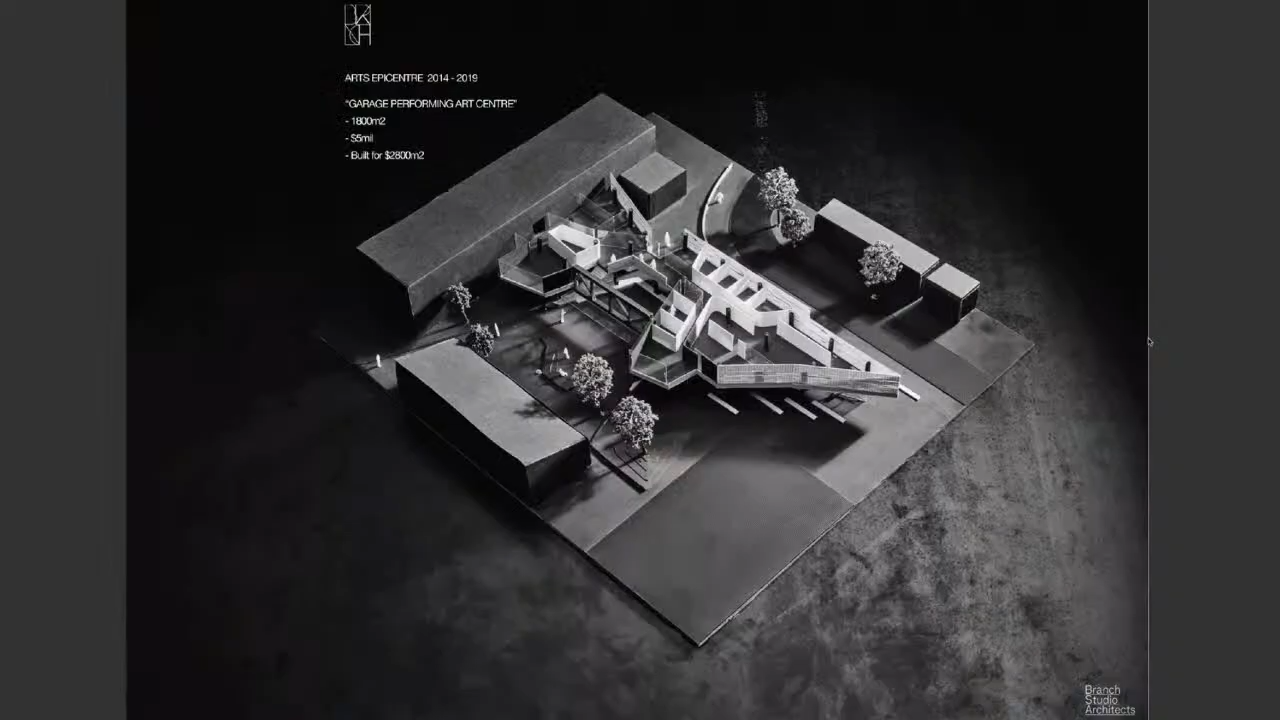 ARTS EPICENTRE 2014 - 2019
"GARAGE PERFORMING ART CENTRE"
- 1800m2
- $5mil
- Built for $2800m2
Branch
Studio
Architects